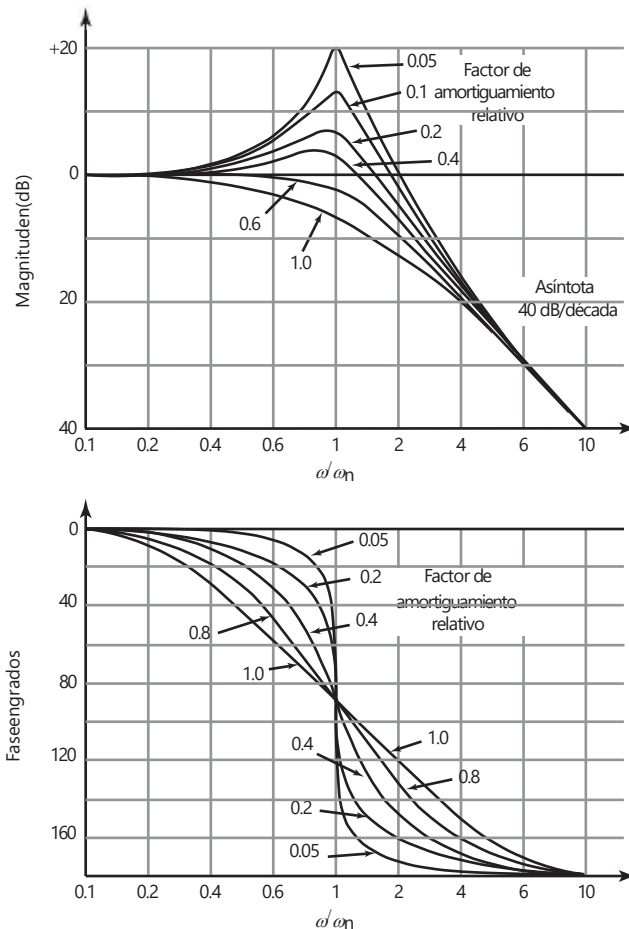 +20
0
20
40
Magnituden(dB)
0.05
Factor de
0.1 amortiguamiento
relativo
0.2
0.4
0.6
1.0
Asíntota
40 dB/década
0.1 0.2 0.4 0.6 1 2 4 6 10
ω/ωn
0
40
80
120
160
Faseengrados
0.05
0.2 Factor de
amortiguamiento
0.4 relativo
0.8
1.0
1.0
0.4
0.8
0.2
0.05
0.1 0.2 0.4 0.6 1 2 4 6 10
ω/ωn